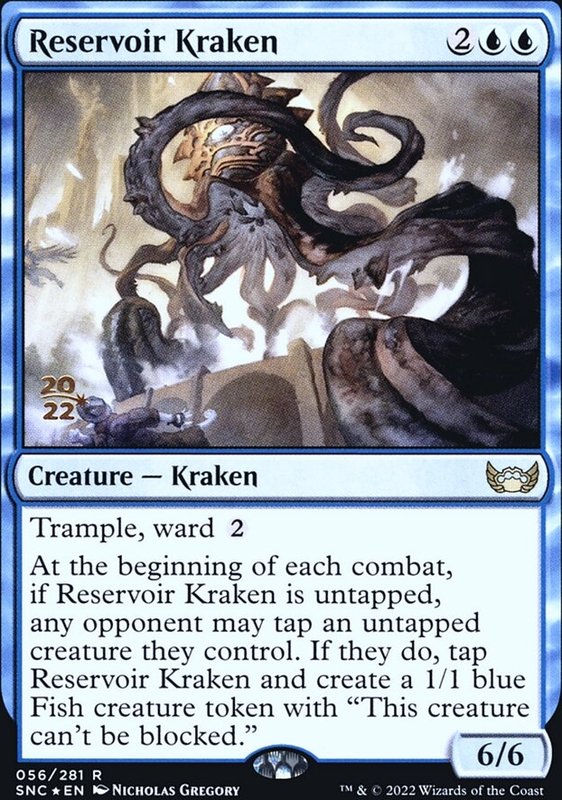 Reservoir Kraken 2
20
22
Creature — Kraken
Trample, ward 2
At the beginning of each combat,
if Reservoir Kraken is untapped,
any opponent may tap an untapped
creature they control. If they do, tap
Reservoir Kraken and create a 1/1 blue
Fish creature token with “This creature
can’t be blocked.”
6/6
056/281 R
SNC ★ EN Nicholas Gregory
™ & © 2022 Wizards of the Coast